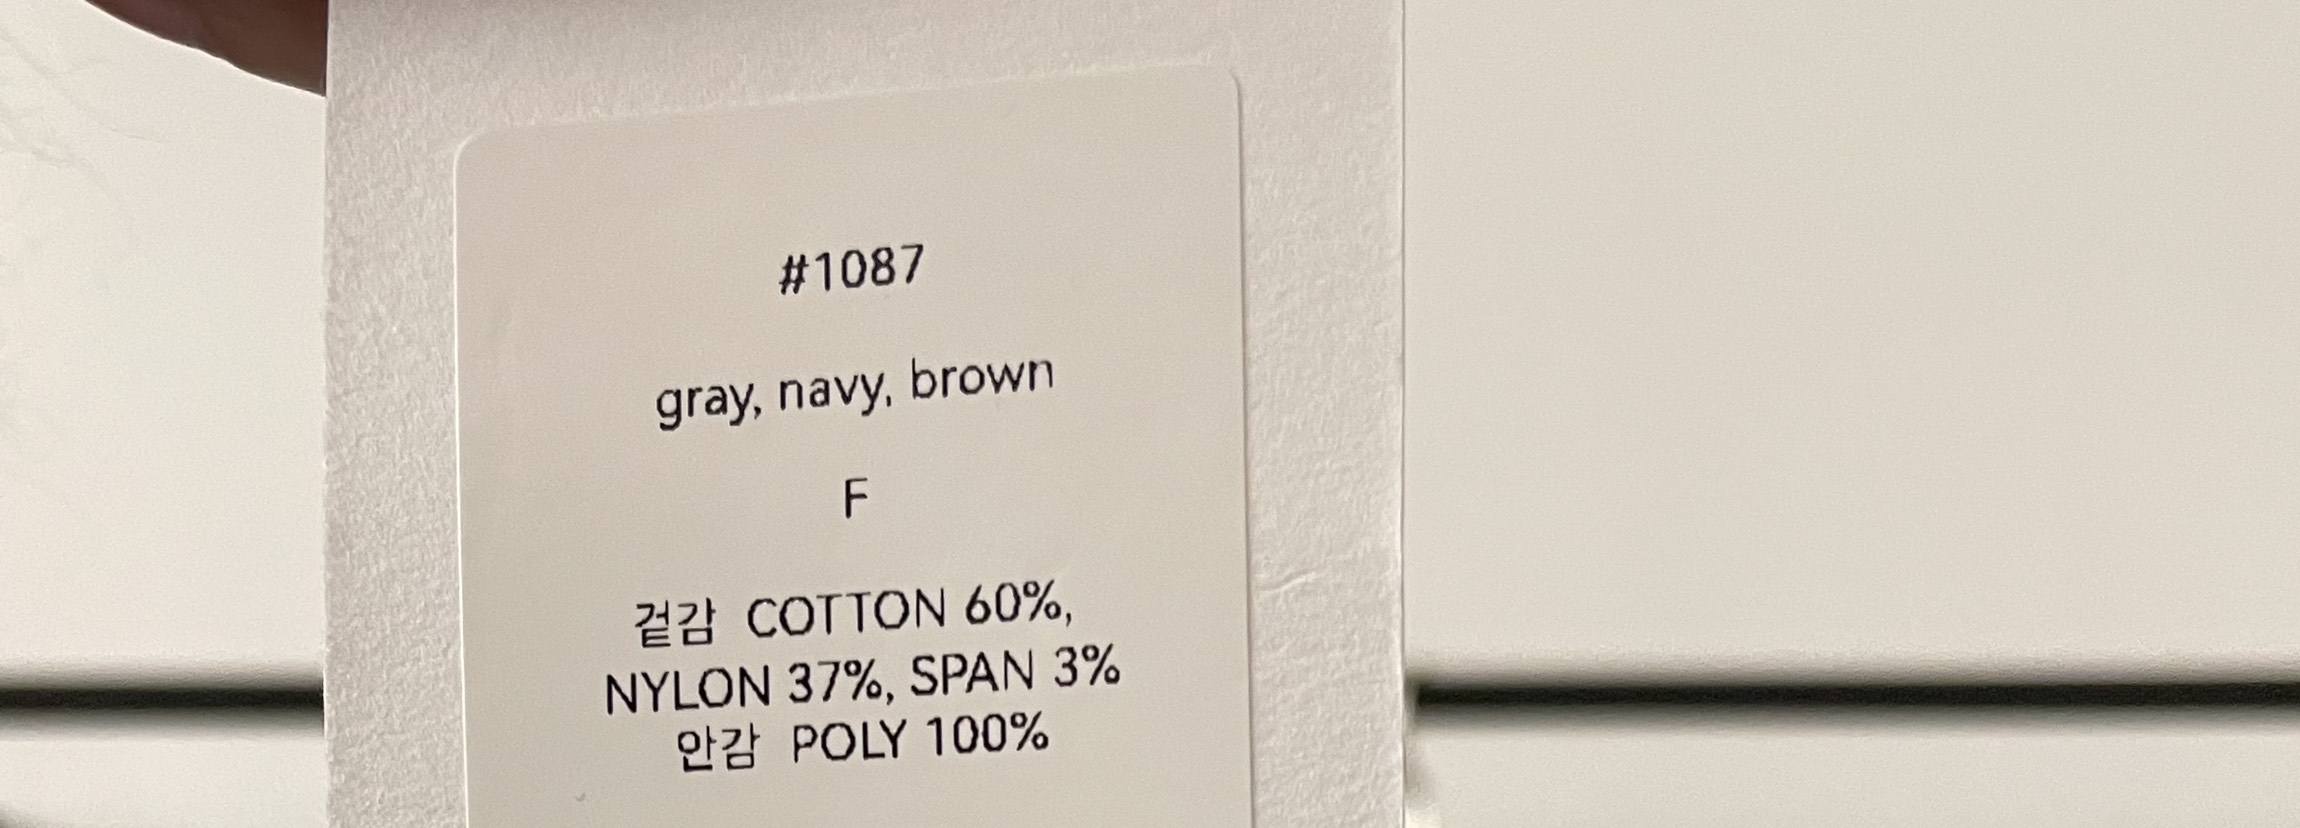 #1087
gray, navy, brown
F
겉감 COTTON 60%,
NYLON 37%, SPAN 3%
안감 POLY 100%